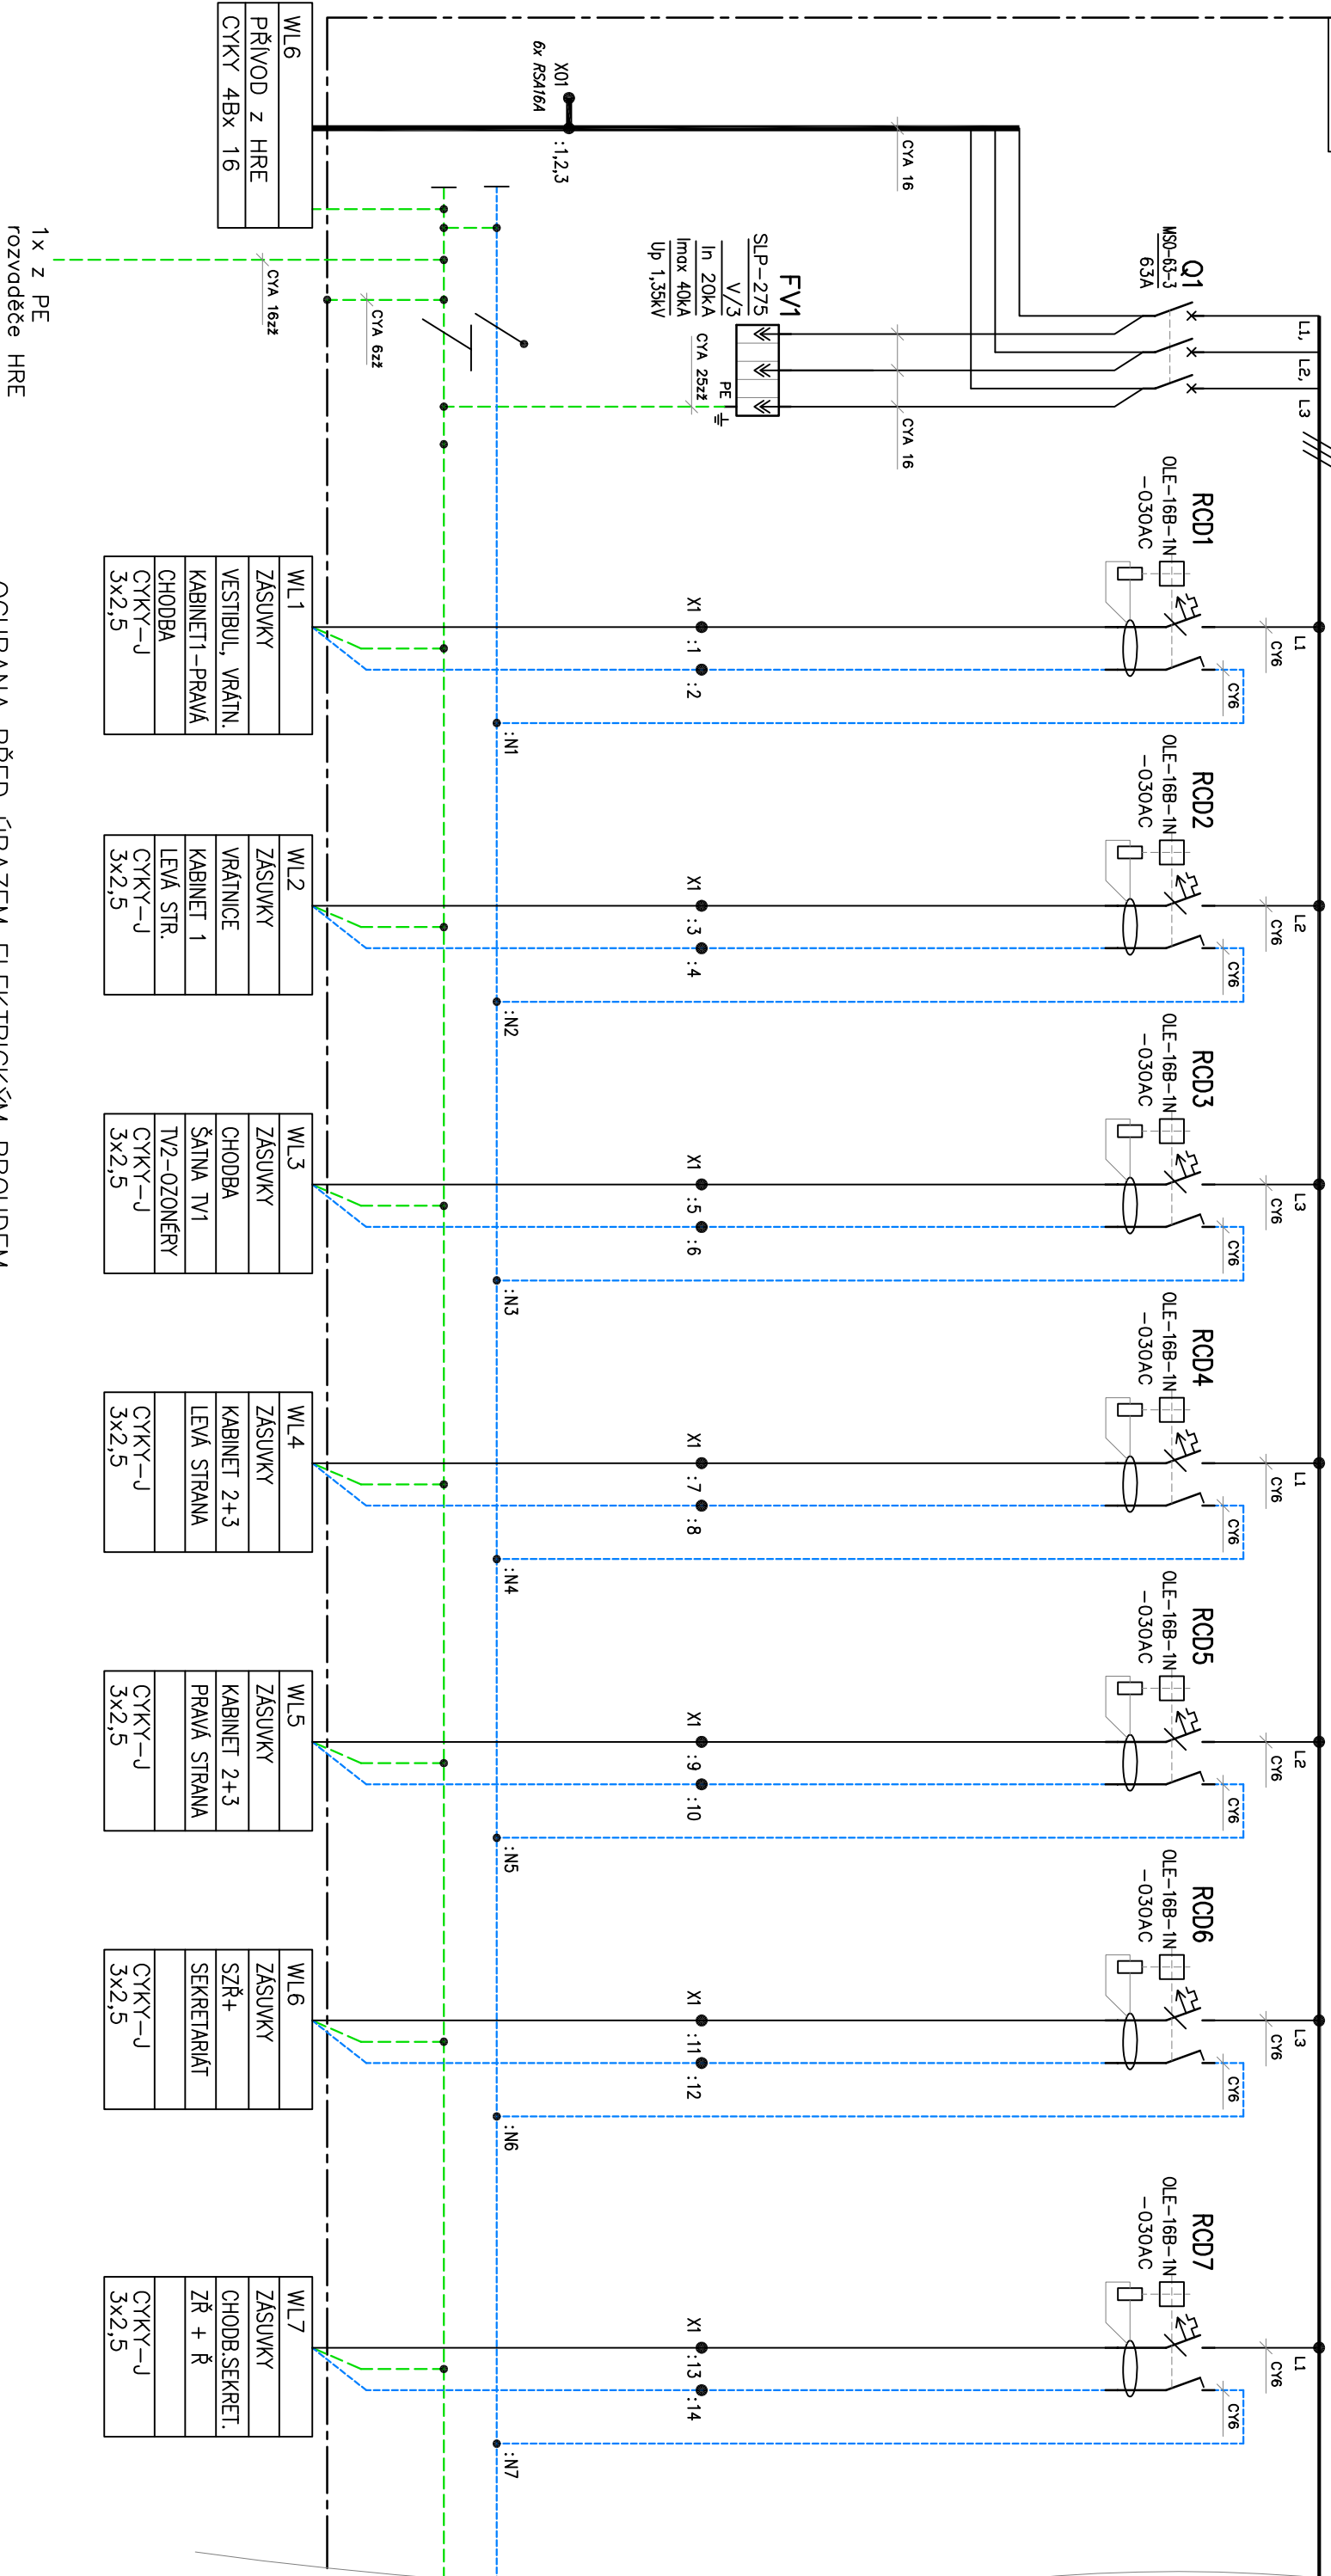 L1,
L2,
L3
Q1
MSO-63-3
63A
CYA 16
CYA 16
FV1
SLP-275
V/3
In 20kA
Imax 40kA
Up 1,35kV
PE
CYA 25zž
X01
6x RSA16A
:1,2,3
CYA 6zž
CYA 16zž
WL6
PŘÍVOD z HRE
CYKY 4Bx 16
1x z PE
rozvaděče HRE
L1
CY6
CY6
RCD1
OLE-16B-1N
-030AC
X1
:1
:2
:N1
WL1
ZÁSUVKY
VESTIBUL, VRÁTN.
KABINET1-PRAVÁ
CHODBA
CYKY-J
3x2,5
L2
CY6
CY6
RCD2
OLE-16B-1N
-030AC
X1
:3
:4
:N2
WL2
ZÁSUVKY
VRÁTNICE
KABINET 1
LEVÁ STR.
CYKY-J
3x2,5
L3
CY6
CY6
RCD3
OLE-16B-1N
-030AC
X1
:5
:6
:N3
WL3
ZÁSUVKY
CHODBA
ŠATNA TV1
TV2-OZONÉRY
CYKY-J
3x2,5
L1
CY6
CY6
RCD4
OLE-16B-1N
-030AC
X1
:7
:8
:N4
WL4
ZÁSUVKY
KABINET 2+3
LEVÁ STRANA
CYKY-J
3x2,5
L2
CY6
CY6
RCD5
OLE-16B-1N
-030AC
X1
:9
:10
:N5
WL5
ZÁSUVKY
KABINET 2+3
PRAVÁ STRANA
CYKY-J
3x2,5
L3
CY6
CY6
RCD6
OLE-16B-1N
-030AC
X1
:11
:12
:N6
WL6
ZÁSUVKY
SZŘ+
SEKRETARIÁT
CYKY-J
3x2,5
L1
CY6
CY6
RCD7
OLE-16B-1N
-030AC
X1
:13
:14
:N7
WL7
ZÁSUVKY
CHODB.SEKRET.
ZŘ + Ř
CYKY-J
3x2,5
OCHRANA PŘED ÚRAZEM ELEKTRICKÝM PROUDEM